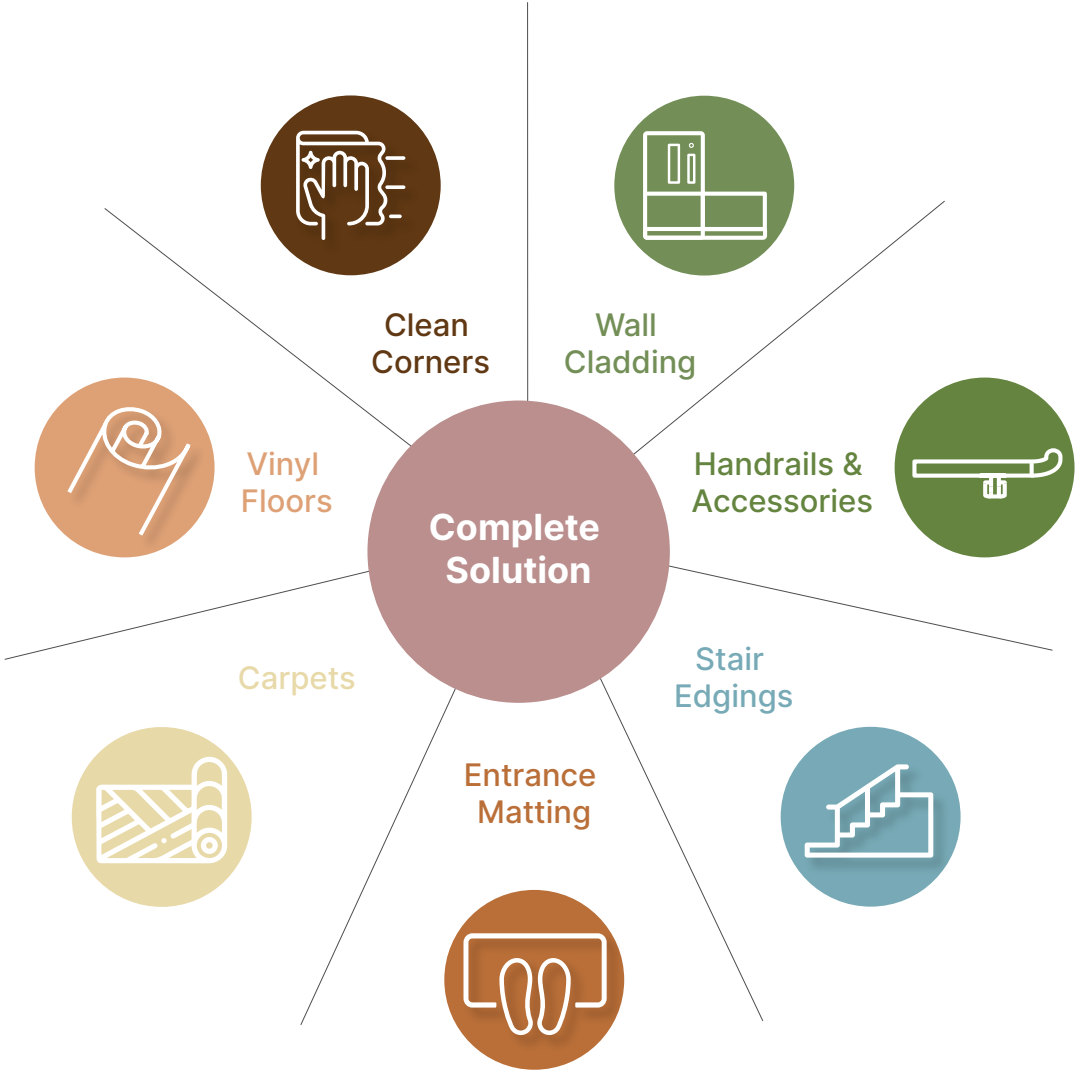 Clean
Corners
Wall
Cladding
Vinyl
Floors
Handrails &
Accessories
Complete
Solution
Carpets
Stair
Edgings
Entrance
Matting